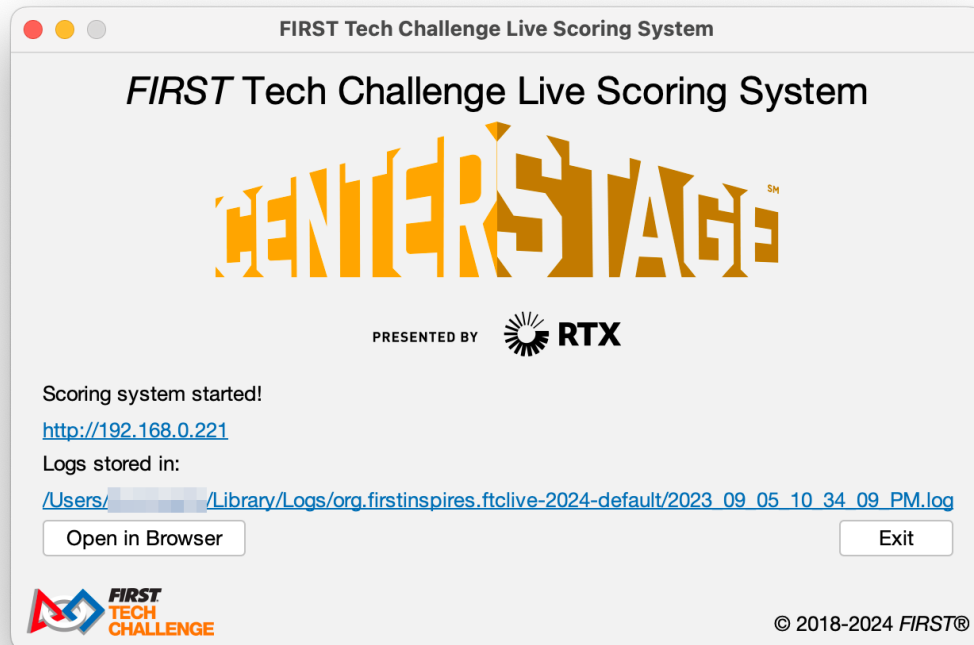 FIRST Tech Challenge Live Scoring System
FIRST Tech Challenge Live Scoring System
CENTERSTAGE SM
PRESENTED BY RTX
Scoring system started!
http://192.168.0.221
Logs stored in:
/Users/ /Library/Logs/org.firstinspires.ftclive-2024-default/2023_09_05_10_34_09_PM.log
Open in Browser Exit
FIRST
TECH
CHALLENGE
© 2018-2024 FIRST®